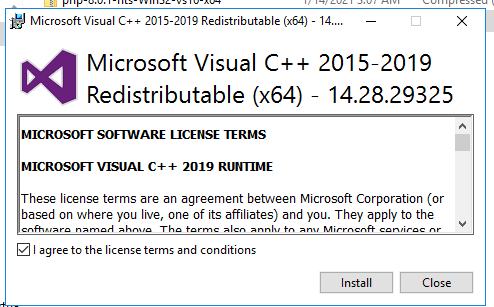 php-8.0.1-nts-Win32-vs16-x64 1/14/2021 3:07 AM Compressed (
Microsoft Visual C++ 2015-2019 Redistributable (x64) - 14....
Microsoft Visual C++ 2015-2019
Redistributable (x64) - 14.28.29325
MICROSOFT SOFTWARE LICENSE TERMS
MICROSOFT VISUAL C++ 2019 RUNTIME
These license terms are an agreement between Microsoft Corporation (or
based on where you live, one of its affiliates) and you. They apply to the
software named above. The terms also apply to any Microsoft services or
I agree to the license terms and conditions
Install Close